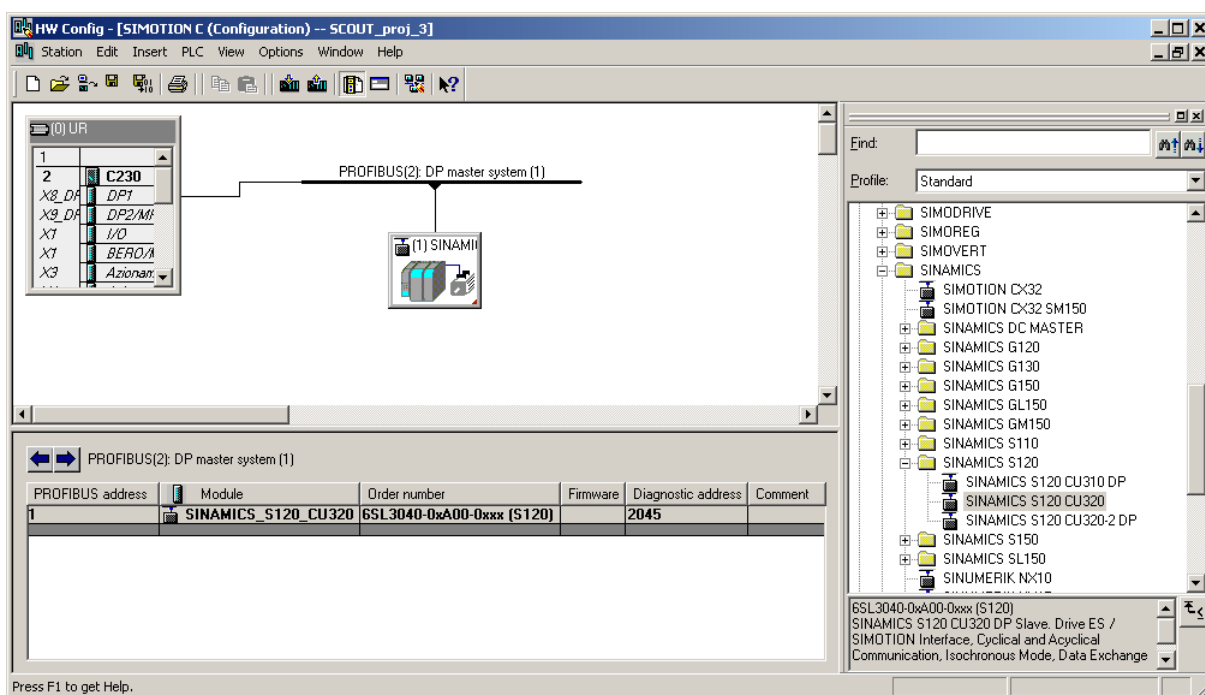 HW Config - [SIMOTION C (Configuration) -- SCOUT_proj_3]
Station Edit Insert PLC View Options Window Help
(0) UR
1
2 C230
X8_DP DP1
X9_DP DP2/MP
X1 I/O
X1 BERO/M
X3 Azionam
PROFIBUS(2): DP master system (1)
(1) SINAMI
Find:
Profile: Standard
SIMODRIVE
SIMOREG
SIMOVERT
SINAMICS
SIMOTION CX32
SIMOTION CX32 SM150
SINAMICS DC MASTER
SINAMICS G120
SINAMICS G130
SINAMICS G150
SINAMICS GL150
SINAMICS GM150
SINAMICS S110
SINAMICS S120
SINAMICS S120 CU310 DP
SINAMICS S120 CU320
SINAMICS S120 CU320-2 DP
SINAMICS S150
SINAMICS SL150
SINUMERIK NX10
PROFIBUS(2): DP master system (1)
PROFIBUS address Module Order number Firmware Diagnostic address Comment
1 SINAMICS_S120_CU320 6SL3040-0xA00-0xxx (S120) 2045
6SL3040-0xA00-0xxx (S120)
SINAMICS S120 CU320 DP Slave. Drive ES /
SIMOTION Interface, Cyclical and Acyclical
Communication, Isochronous Mode, Data Exchange
Press F1 to get Help.